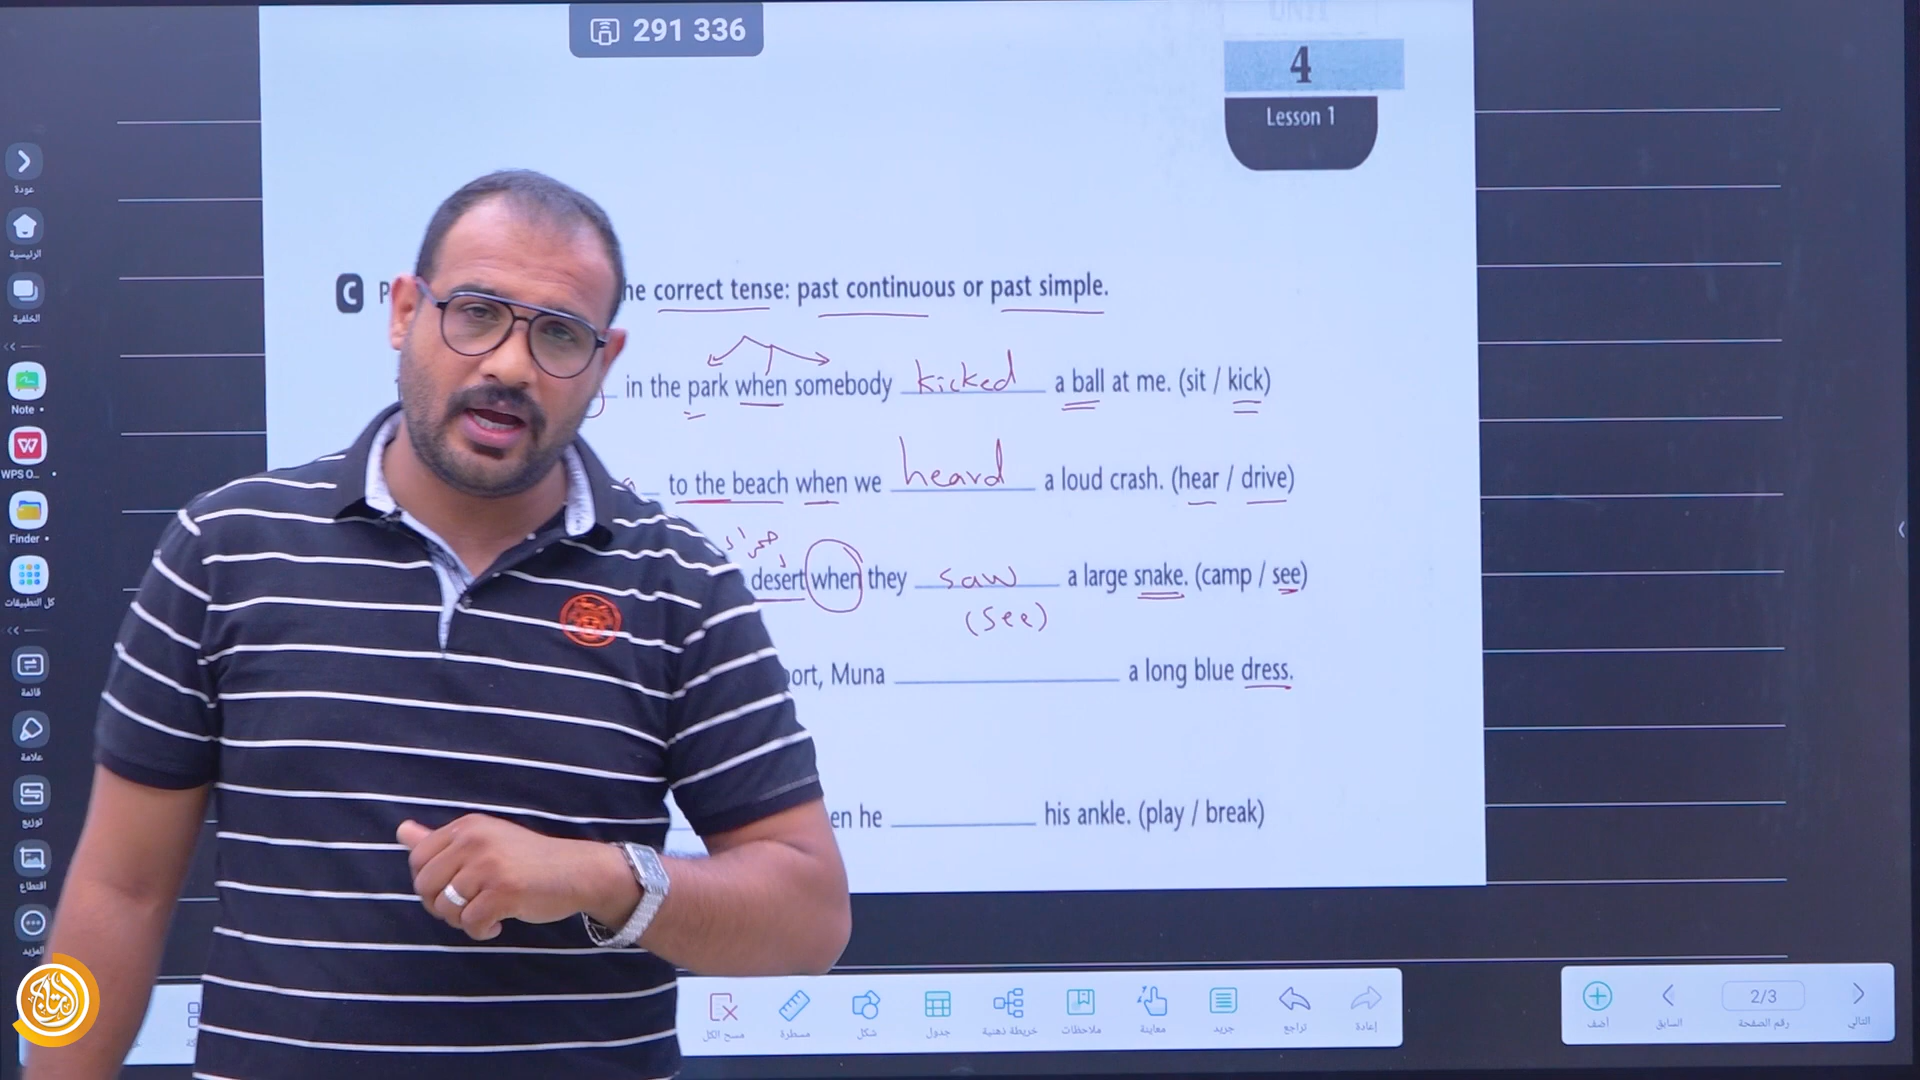 291 336
UNIT
4
Lesson 1
C P he correct tense: past continuous or past simple.
in the park when somebody kicked a ball at me. (sit / kick)
to the beach when we heard a loud crash. (hear / drive)
صحراء
desert when they saw a large snake. (camp / see)
(see)
port, Muna a long blue dress.
en he his ankle. (play / break)
عودة
الرئيسية
الخلفية
Note
WPS O...
Finder
كل التطبيقات
قائمة
علامة
توزيع
اقتطاع
المزيد
مسح الكل
مسطرة
شكل
جدول
خريطة ذهنية
ملاحظات
معاينة
جريد
تراجع
إعادة
أضف
السابق
2/3
رقم الصفحة
التالي